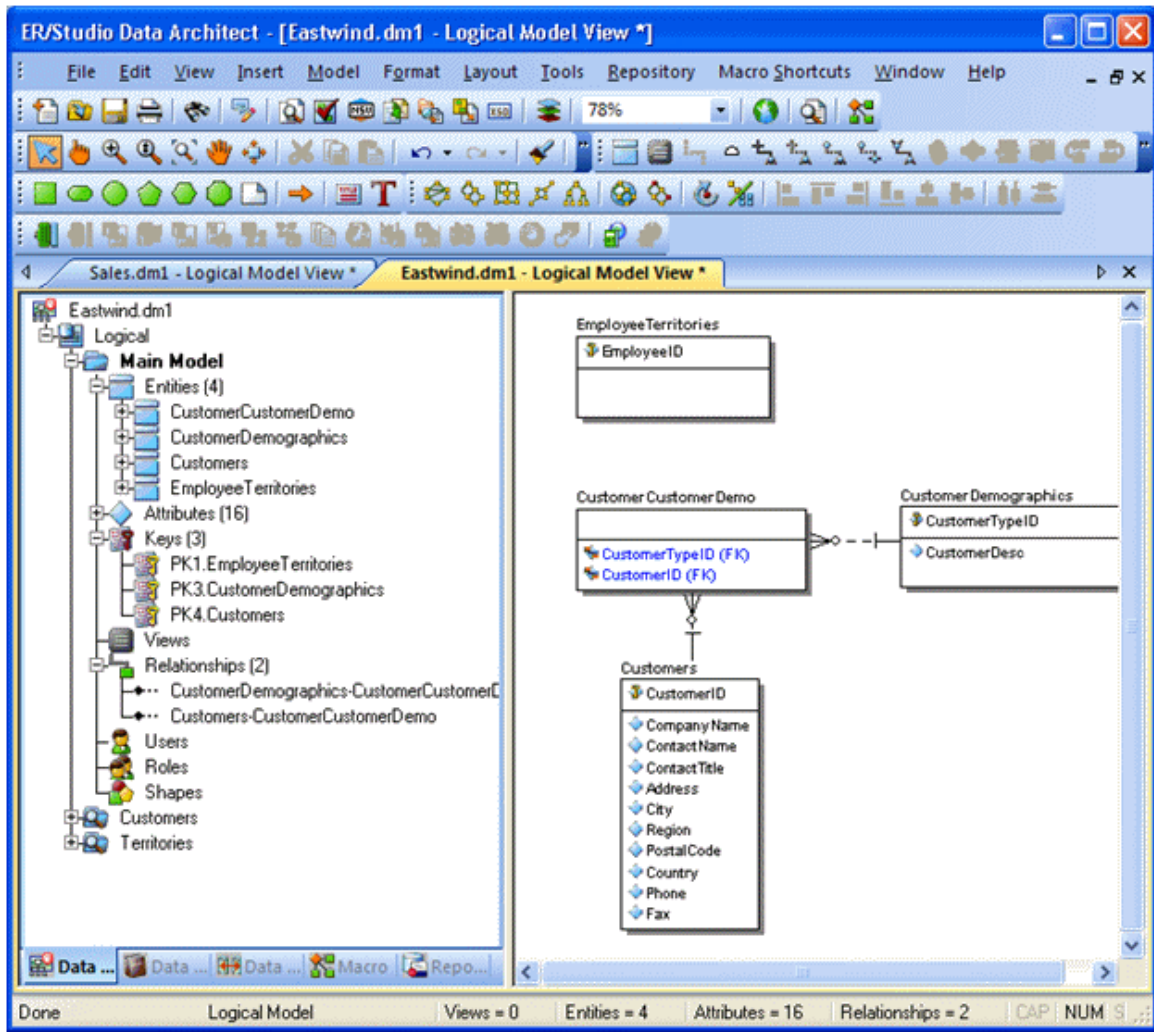 ER/Studio Data Architect - [Eastwind.dm1 - Logical Model View *]
File Edit View Insert Model Format Layout Tools Repository Macro Shortcuts Window Help
NSU XSD 78%
T
Sales.dm1 - Logical Model View * Eastwind.dm1 - Logical Model View *
Eastwind.dm1
Logical
Main Model
Entities (4)
CustomerCustomerDemo
CustomerDemographics
Customers
EmployeeTerritories
Attributes (16)
Keys (3)
PK1.EmployeeTerritories
PK3.CustomerDemographics
PK4.Customers
Views
Relationships (2)
CustomerDemographics-CustomerCustomerD
Customers-CustomerCustomerDemo
Users
Roles
Shapes
Customers
Territories
Data ... Data ... Data ... Macro Repo...
EmployeeTerritories
EmployeeID
CustomerCustomerDemo
CustomerTypeID (FK)
CustomerID (FK)
CustomerDemographics
CustomerTypeID
CustomerDesc
Customers
CustomerID
CompanyName
ContactName
ContactTitle
Address
City
Region
PostalCode
Country
Phone
Fax
Done Logical Model Views = 0 Entities = 4 Attributes = 16 Relationships = 2 CAP NUM S